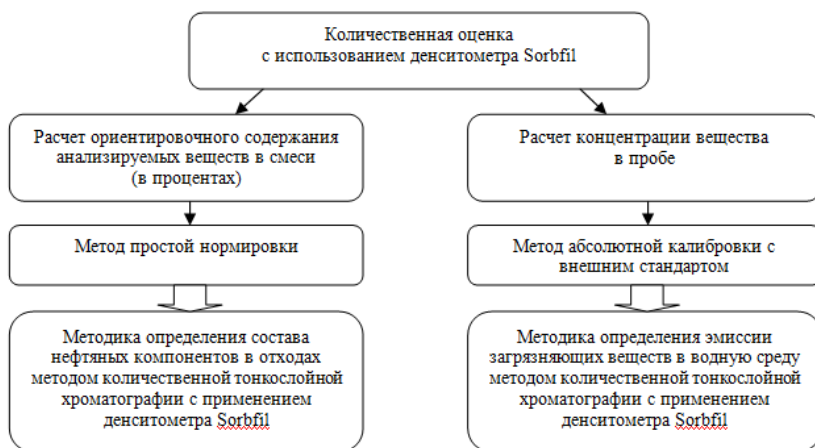 Количественная оценка
с использованием денситометра Sorbfil
Расчет ориентировочного содержания
анализируемых веществ в смеси
(в процентах)
Расчет концентрации вещества
в пробе
Метод простой нормировки
Метод абсолютной калибровки с
внешним стандартом
Методика определения состава
нефтяных компонентов в отходах
методом количественной тонкослойной
хроматографии с применением
денситометра Sorbfil
Методика определения эмиссии
загрязняющих веществ в водную среду
методом количественной тонкослойной
хроматографии с применением
денситометра Sorbfil